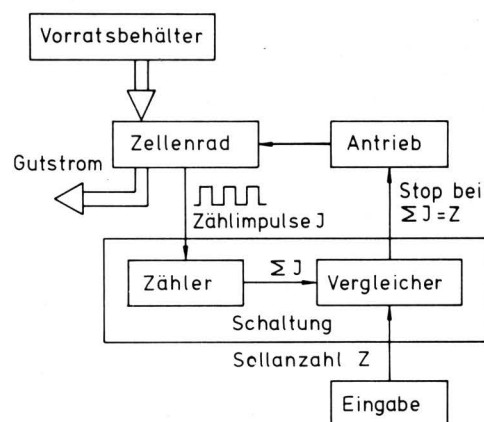 Vorratsbehälter
Zellenrad
Antrieb
Gutstrom
Zählimpulse J
Stop bei
ΣJ=Z
Zähler
ΣJ
Vergleicher
Schaltung
Sollanzahl Z
Eingabe